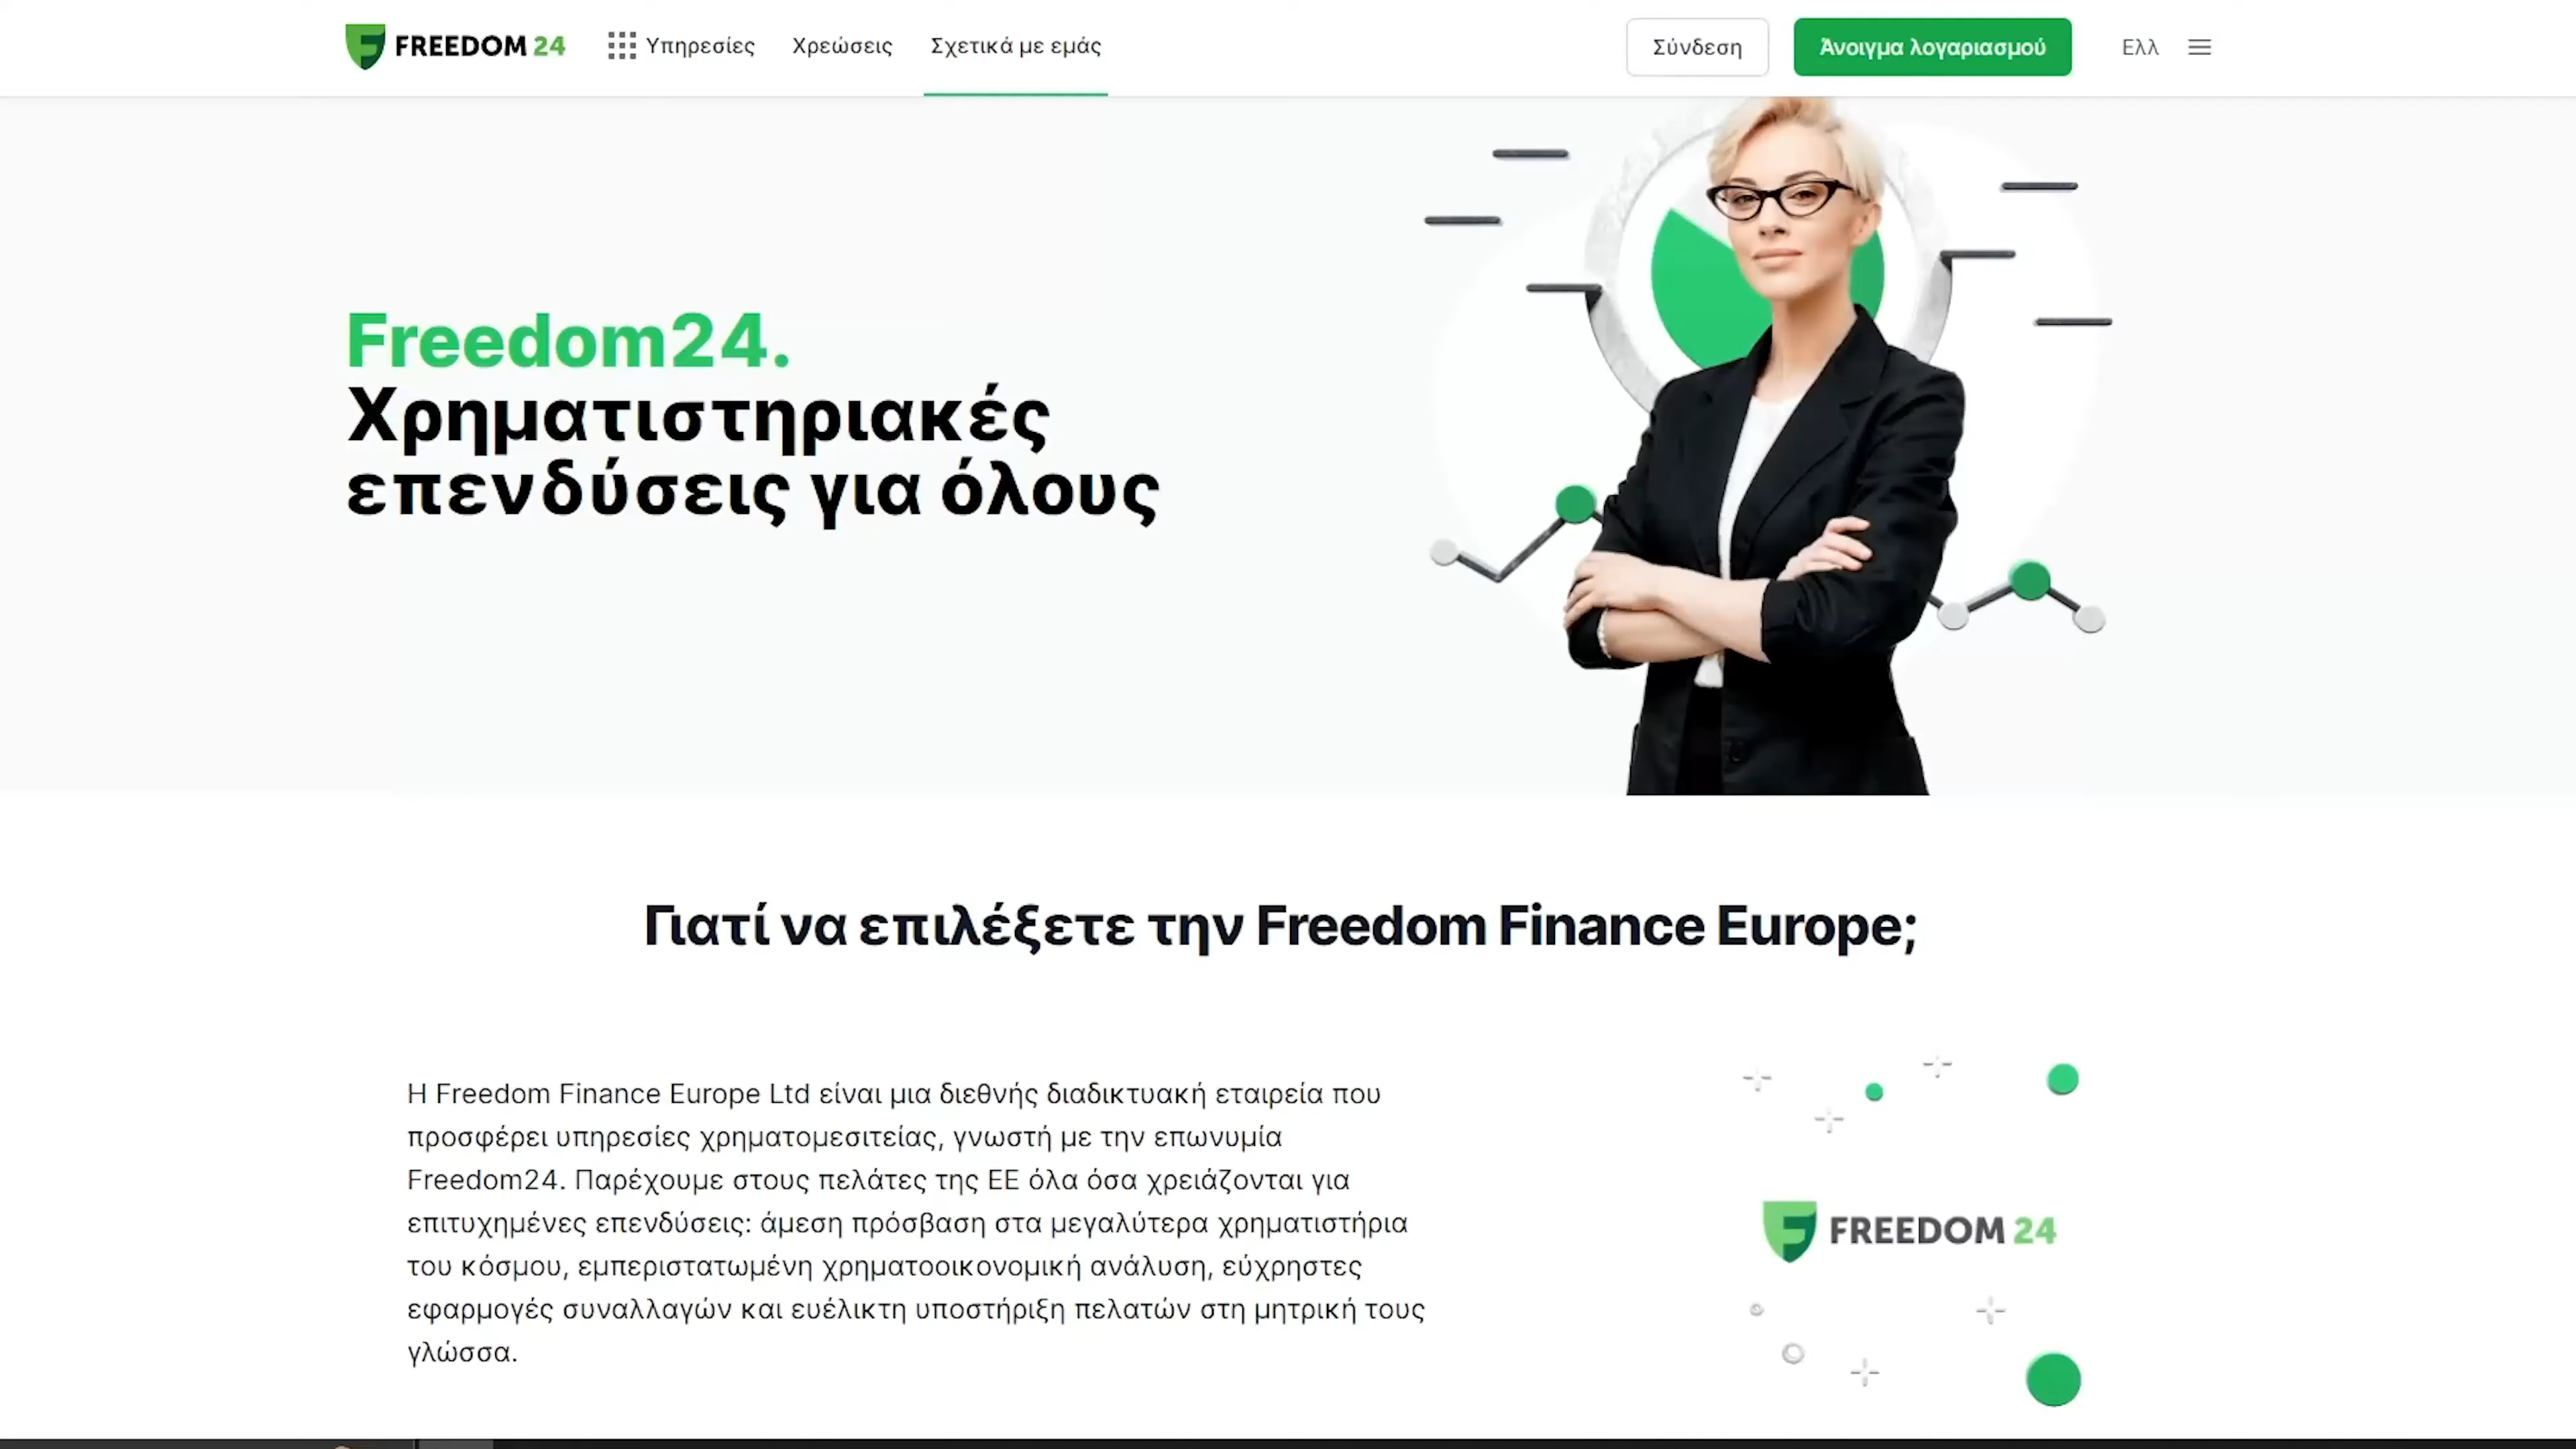 FREEDOM 24
Υπηρεσίες
Χρεώσεις
Σχετικά με εμάς
Σύνδεση
Άνοιγμα λογαριασμού
Ελλ
Freedom24.
Χρηματιστηριακές
επενδύσεις για όλους
Γιατί να επιλέξετε την Freedom Finance Europe;
Η Freedom Finance Europe Ltd είναι μια διεθνής διαδικτυακή εταιρεία που
προσφέρει υπηρεσίες χρηματομεσιτείας, γνωστή με την επωνυμία
Freedom24. Παρέχουμε στους πελάτες της ΕΕ όλα όσα χρειάζονται για
επιτυχημένες επενδύσεις: άμεση πρόσβαση στα μεγαλύτερα χρηματιστήρια
του κόσμου, εμπεριστατωμένη χρηματοοικονομική ανάλυση, εύχρηστες
εφαρμογές συναλλαγών και ευέλικτη υποστήριξη πελατών στη μητρική τους
γλώσσα.
FREEDOM 24